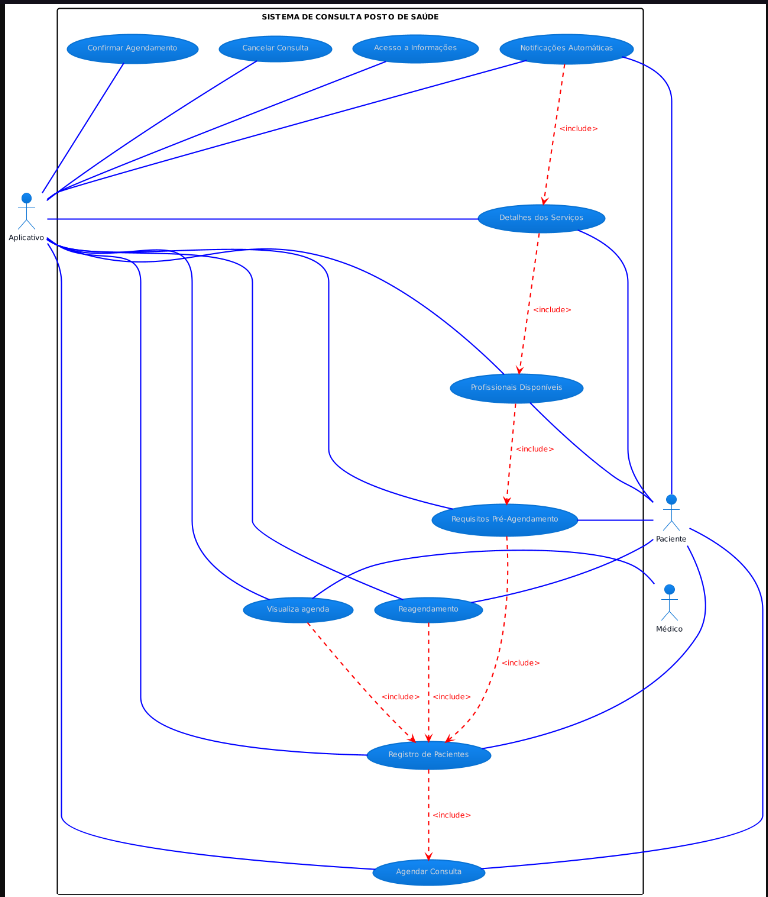 SISTEMA DE CONSULTA POSTO DE SAÚDE
Confirmar Agendamento
Cancelar Consulta
Acesso a Informações
Notificações Automáticas
<include>
Aplicativo
Detalhes dos Serviços
<include>
Profissionais Disponíveis
<include>
Requisitos Pré-Agendamento
Paciente
Visualiza agenda
Reagendamento
Médico
<include>
<include>
<include>
Registro de Pacientes
<include>
Agendar Consulta